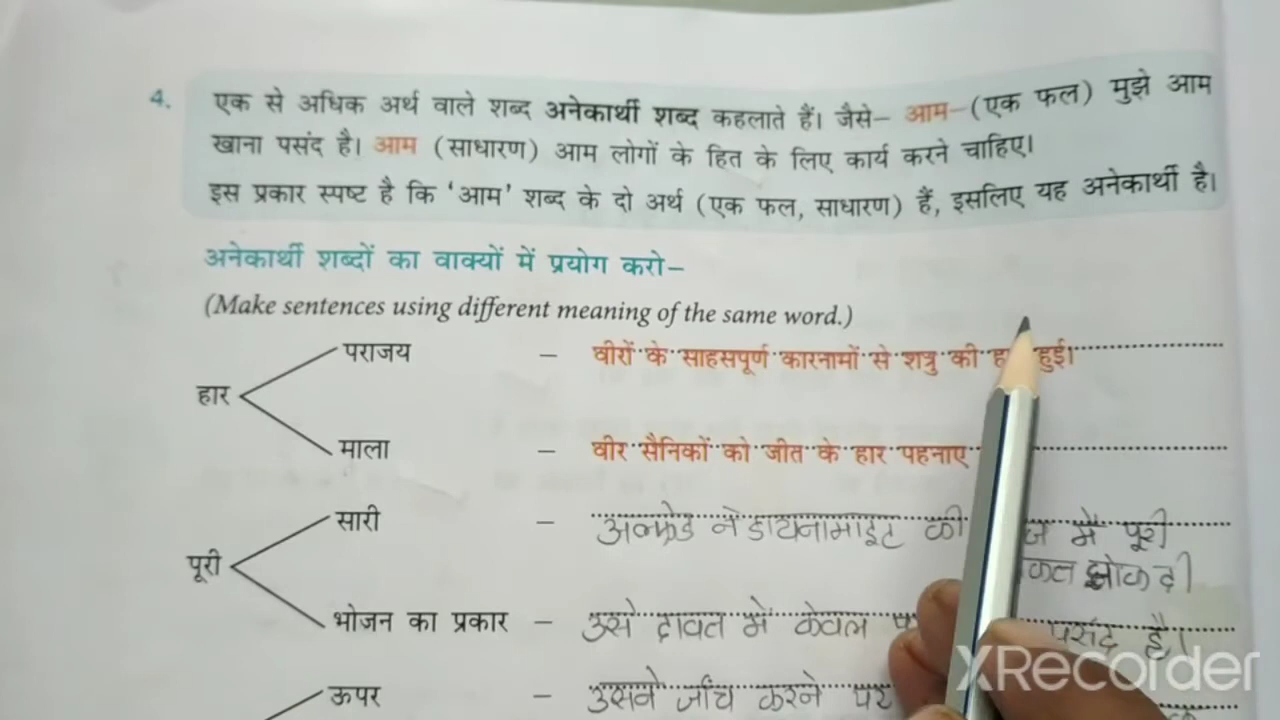 4. एक से अधिक अर्थ वाले शब्द अनेकार्थी शब्द कहलाते हैं। जैसे– आम–(एक फल) मुझे आम
खाना पसंद है। आम (साधारण) आम लोगों के हित के लिए कार्य करने चाहिए।
इस प्रकार स्पष्ट है कि ‘आम’ शब्द के दो अर्थ (एक फल, साधारण) हैं, इसलिए यह अनेकार्थी है।
अनेकार्थी शब्दों का वाक्यों में प्रयोग करो–
(Make sentences using different meaning of the same word.)
पराजय – वीरों के साहसपूर्ण कारनामों से शत्रु की हुई।
हार
माला – वीर सैनिकों को जीत के हार पहनाए
सारी – अल्फ्रेड ने डायनामाइट की में पूरी
पूरी
भोजन का प्रकार – उसे दावत में केवल पसंद है।
ऊपर – उसने जाँच करने पर
XRecorder